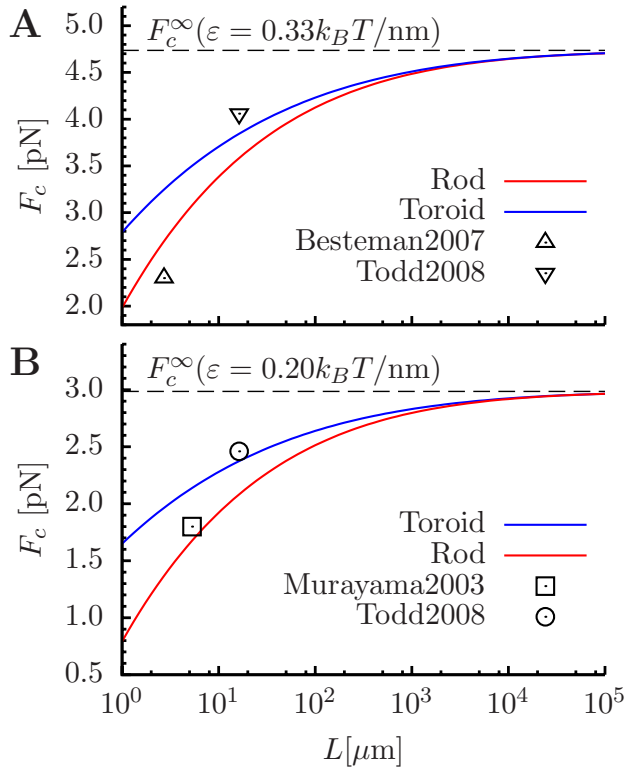 A
F_c^∞(ε = 0.33k_BT/nm)
5.0
4.5
4.0
3.5
3.0
2.5
2.0
F_c [pN]
Rod
Toroid
Besteman2007
Todd2008
B
F_c^∞(ε = 0.20k_BT/nm)
3.0
2.5
2.0
1.5
1.0
0.5
F_c [pN]
Toroid
Rod
Murayama2003
Todd2008
10^0 10^1 10^2 10^3 10^4 10^5
L[μm]